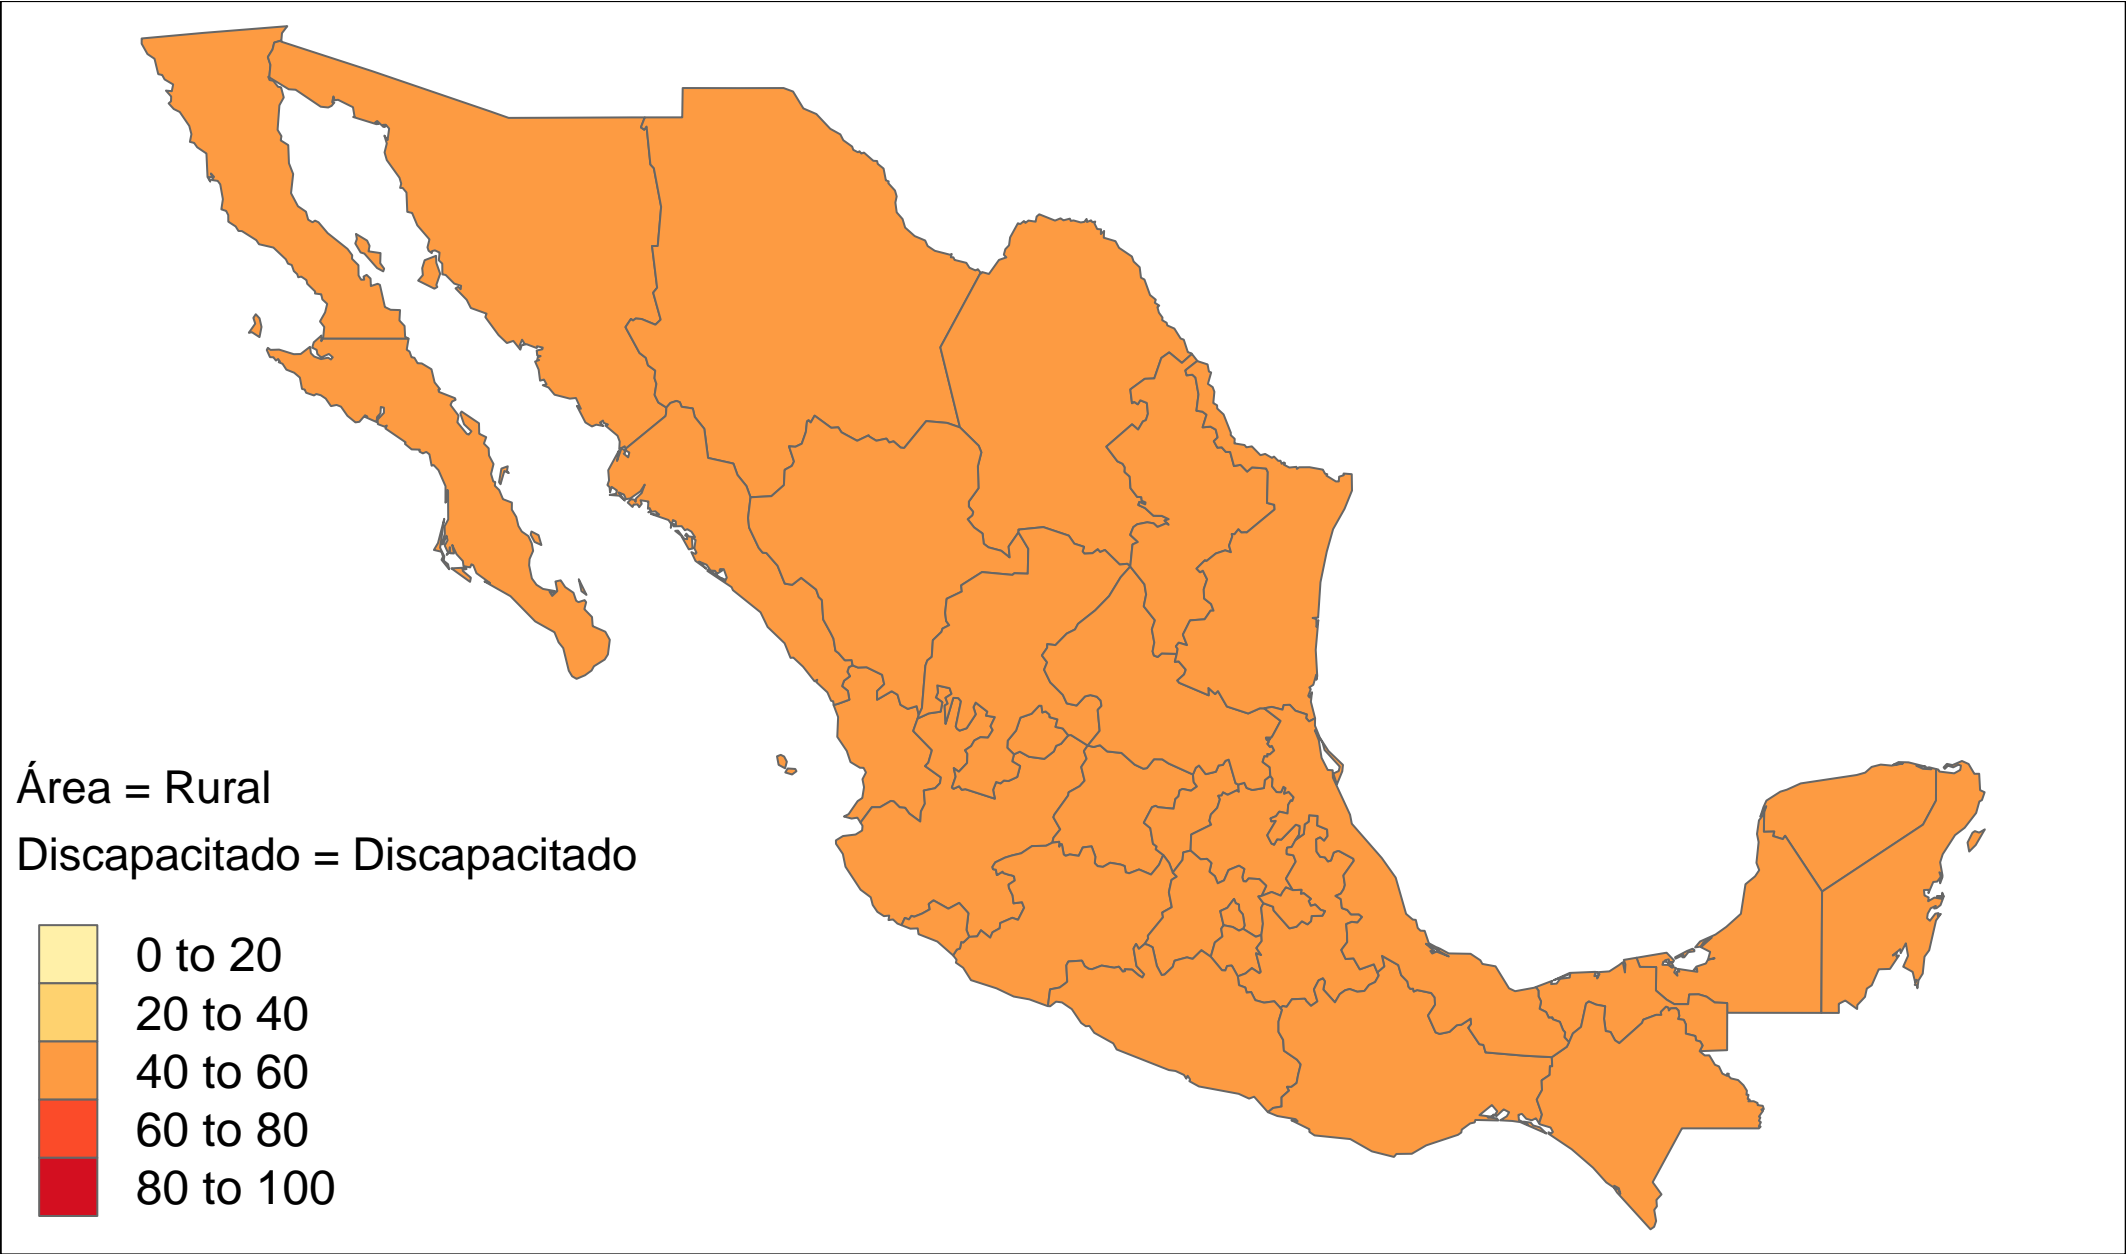 Área = Rural
Discapacitado = Discapacitado
0 to 20
20 to 40
40 to 60
60 to 80
80 to 100